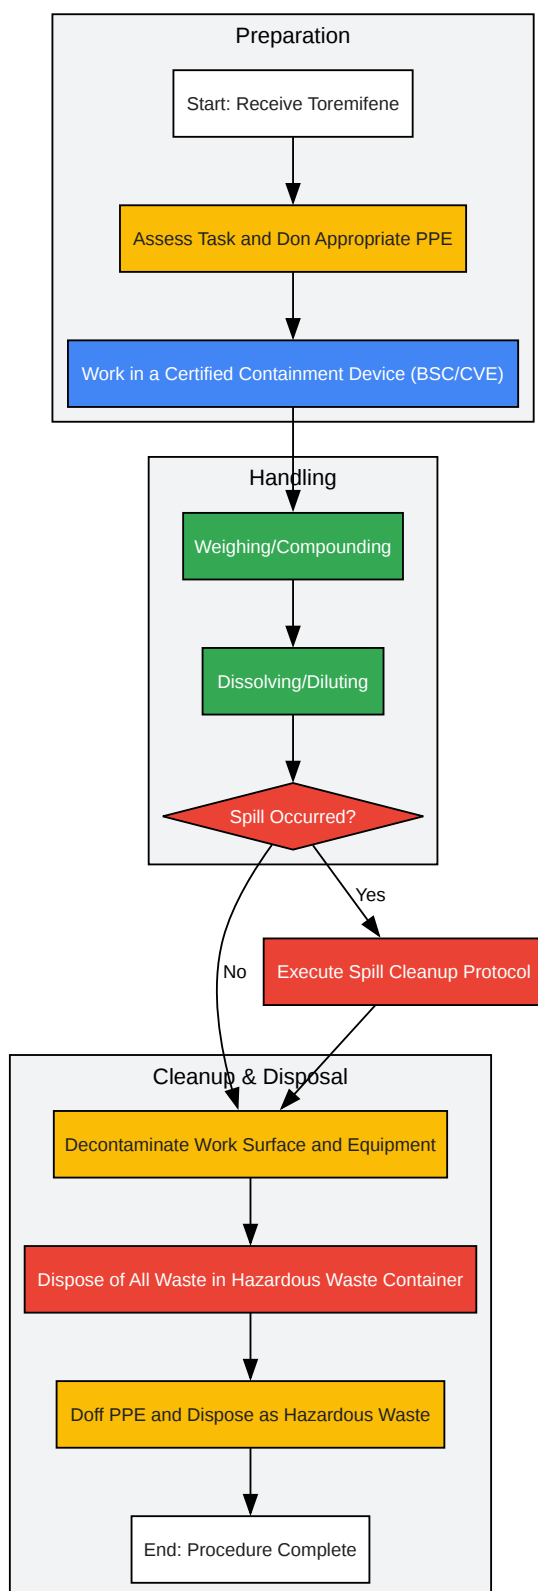 Preparation
Start: Receive Toremifene
Assess Task and Don Appropriate PPE
Work in a Certified Containment Device (BSC/CVE)
Handling
Weighing/Compounding
Dissolving/Diluting
Spill Occurred?
Yes
No
Execute Spill Cleanup Protocol
Cleanup & Disposal
Decontaminate Work Surface and Equipment
Dispose of All Waste in Hazardous Waste Container
Doff PPE and Dispose as Hazardous Waste
End: Procedure Complete